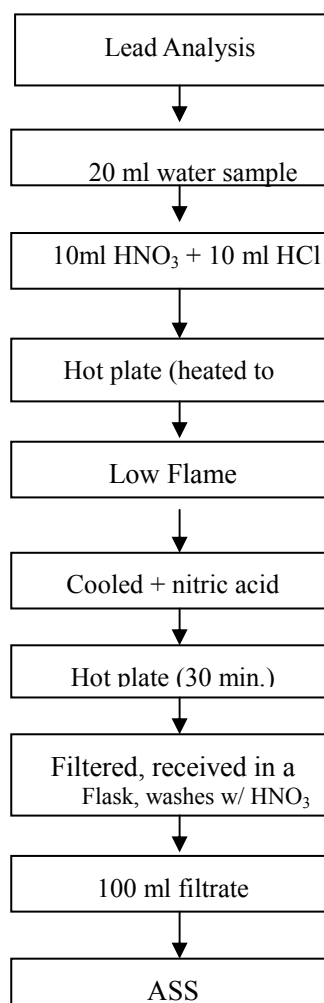 Lead Analysis
20 ml water sample
10ml HNO₃ + 10 ml HCl
Hot plate (heated to
Low Flame
Cooled + nitric acid
Hot plate (30 min.)
Filtered, received in a
Flask, washes w/ HNO₃
100 ml filtrate
ASS